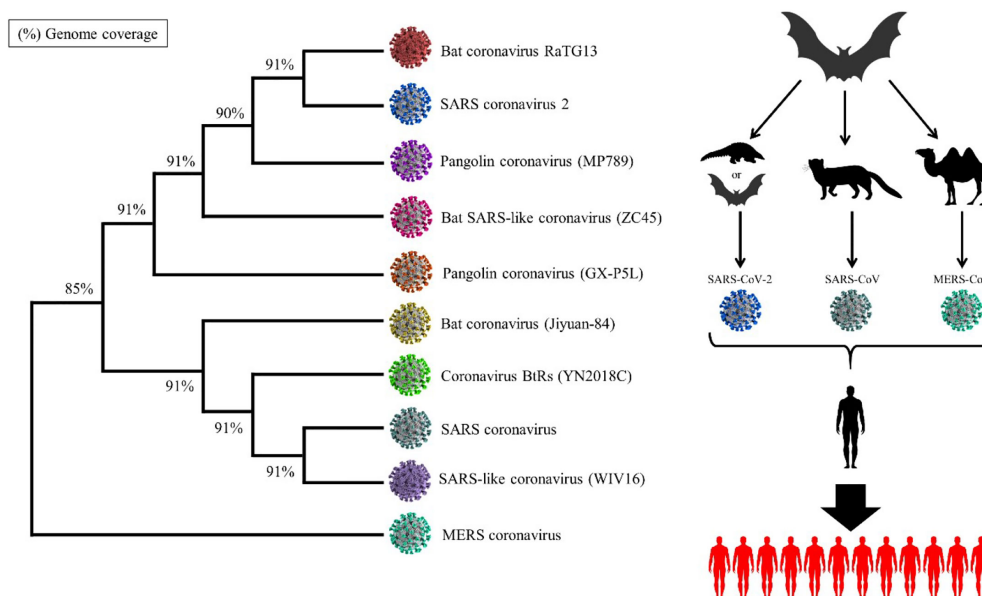 (%) Genome coverage
91%
Bat coronavirus RaTG13
SARS coronavirus 2
90%
Pangolin coronavirus (MP789)
91%
Bat SARS-like coronavirus (ZC45)
91%
Pangolin coronavirus (GX-P5L)
85%
Bat coronavirus (Jiyuan-84)
91%
Coronavirus BtRs (YN2018C)
91%
SARS coronavirus
91%
SARS-like coronavirus (WIV16)
MERS coronavirus
or
SARS-CoV-2
SARS-CoV
MERS-Co